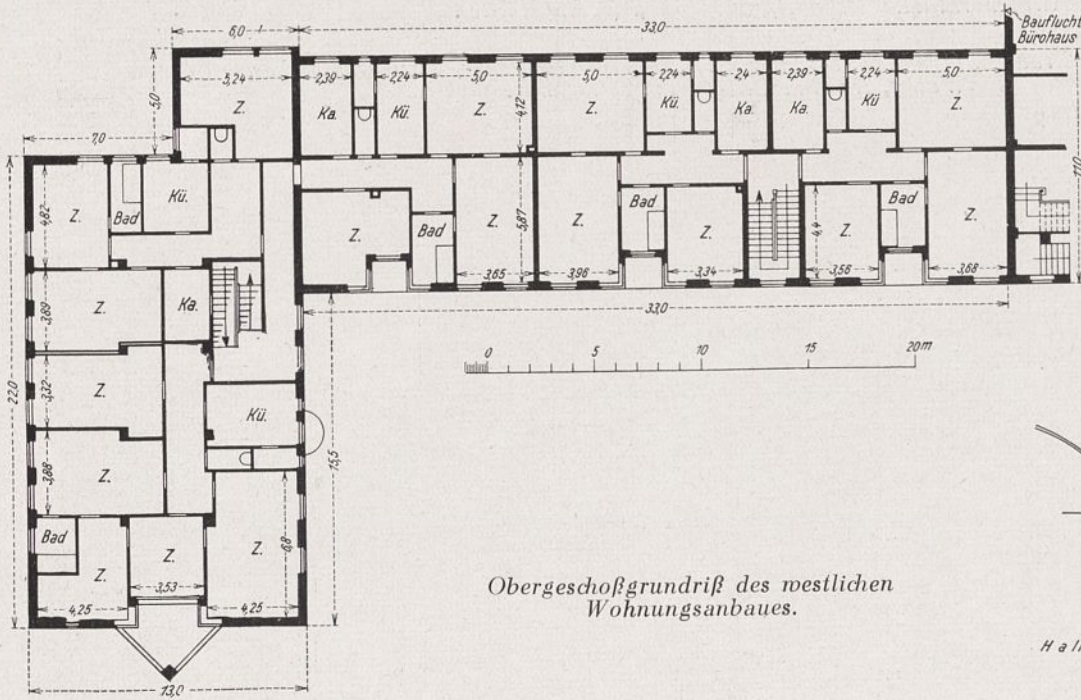 6,0
33,0
Bauflucht
Bürohaus
5,0
5,24
Z.
2,39
2,24
5,0
5,0
2,24
24
2,39
2,24
5,0
Ka.
Kü.
Z.
4,12
Z.
Kü.
Ka.
Ka.
Kü
Z.
11,0
7,0
Z.
4,82
Bad
Kü.
Z.
Bad
Z.
5,87
Z.
Bad
Z.
4,4
Z.
Bad
Z.
3,65
3,96
3,34
3,56
3,68
22,0
3,89
Z.
Ka.
33,0
3,32
Z.
0
5
10
15
20m
Kü.
3,88
Z.
15,5
Bad
Z.
Z.
Z.
6,8
3,53
4,25
4,25
13,0
Obergeschoßgrundriß des westlichen
Wohnungsanbaues.